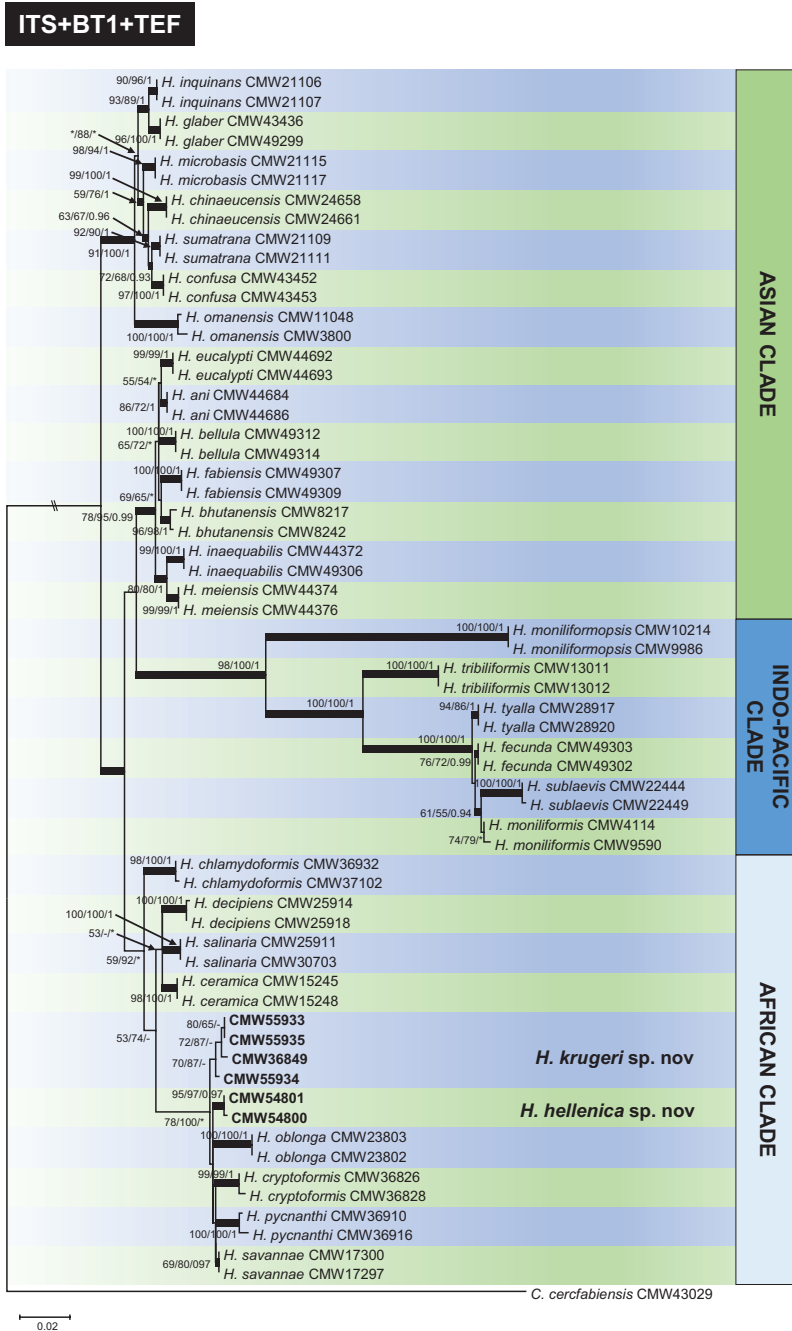 ITS+BT1+TEF
90/96/1
H. inquinans CMW21106
93/89/1
H. inquinans CMW21107
H. glaber CMW43436
96/100/1
H. glaber CMW49299
*/88/*
98/94/1
H. microbasis CMW21115
H. microbasis CMW21117
99/100/1
59/76/1
H. chinaeucensis CMW24658
H. chinaeucensis CMW24661
63/67/0.96
92/90/1
H. sumatrana CMW21109
91/100/1
H. sumatrana CMW21111
72/68/0.93
H. confusa CMW43452
97/100/1
H. confusa CMW43453
H. omanensis CMW11048
100/100/1
H. omanensis CMW3800
99/99/1
H. eucalypti CMW44692
H. eucalypti CMW44693
55/54/*
H. ani CMW44684
86/72/1
H. ani CMW44686
100/100/1
H. bellula CMW49312
65/72/*
H. bellula CMW49314
100/100/1
H. fabiensis CMW49307
H. fabiensis CMW49309
69/65/*
78/95/0.99
H. bhutanensis CMW8217
96/98/1
H. bhutanensis CMW8242
99/100/1
H. inaequabilis CMW44372
H. inaequabilis CMW49306
80/80/1
H. meiensis CMW44374
99/99/1
H. meiensis CMW44376
ASIAN CLADE
100/100/1
H. moniliformopsis CMW10214
H. moniliformopsis CMW9986
98/100/1
100/100/1
H. tribiliformis CMW13011
H. tribiliformis CMW13012
100/100/1
94/86/1
H. tyalla CMW28917
H. tyalla CMW28920
100/100/1
H. fecunda CMW49303
76/72/0.99
H. fecunda CMW49302
100/100/1
H. sublaevis CMW22444
H. sublaevis CMW22449
61/55/0.94
H. moniliformis CMW4114
74/79/*
H. moniliformis CMW9590
INDO-PACIFIC
CLADE
98/100/1
H. chlamydoformis CMW36932
H. chlamydoformis CMW37102
100/100/1
H. decipiens CMW25914
H. decipiens CMW25918
100/100/1
53/-/*
H. salinaria CMW25911
H. salinaria CMW30703
59/92/*
H. ceramica CMW15245
98/100/1
H. ceramica CMW15248
80/65/-
CMW55933
53/74/-
72/87/-
CMW55935
70/87/-
CMW36849
H. krugeri sp. nov
CMW55934
95/97/0.97
CMW54801
CMW54800
H. hellenica sp. nov
78/100/*
100/100/1
H. oblonga CMW23803
H. oblonga CMW23802
99/99/1
H. cryptoformis CMW36826
H. cryptoformis CMW36828
H. pycnanthi CMW36910
100/100/1
H. pycnanthi CMW36916
H. savannae CMW17300
69/80/097
H. savannae CMW17297
AFRICAN CLADE
C. cercfabiensis CMW43029
0.02